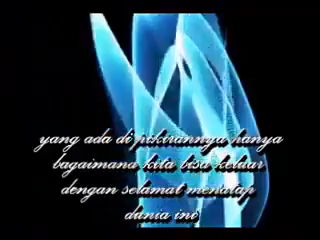 yang ada di pikirannya hanya
bagaimana kita bisa keluar
dengan selamat menatap
dunia ini